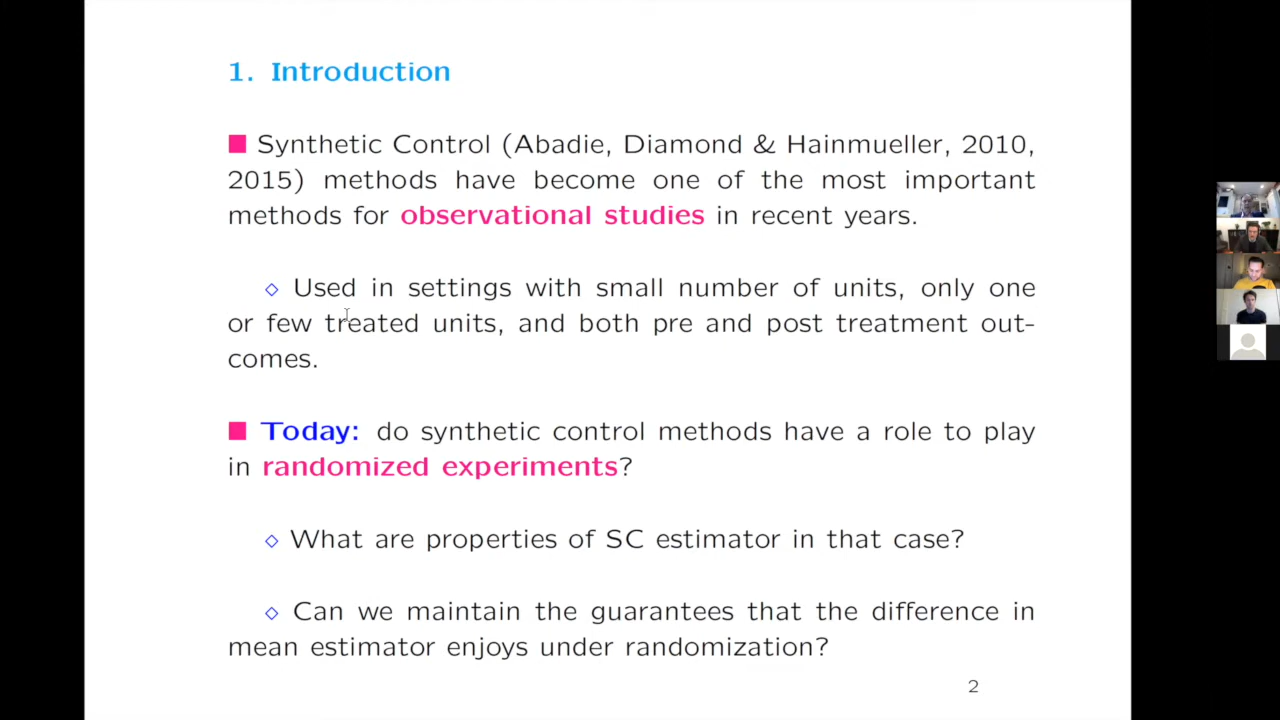 1. Introduction
■ Synthetic Control (Abadie, Diamond & Hainmueller, 2010,
2015) methods have become one of the most important
methods for observational studies in recent years.
◇ Used in settings with small number of units, only one
or few treated units, and both pre and post treatment out-
comes.
■ Today: do synthetic control methods have a role to play
in randomized experiments?
◇ What are properties of SC estimator in that case?
◇ Can we maintain the guarantees that the difference in
mean estimator enjoys under randomization?
2